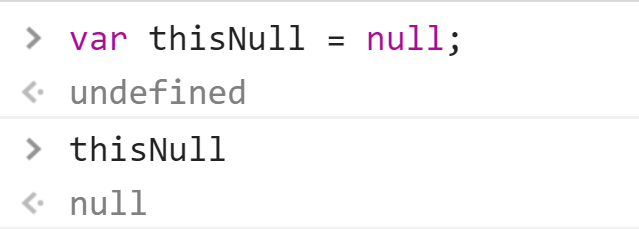 > var thisNull = null;
<· undefined
> thisNull
<· null